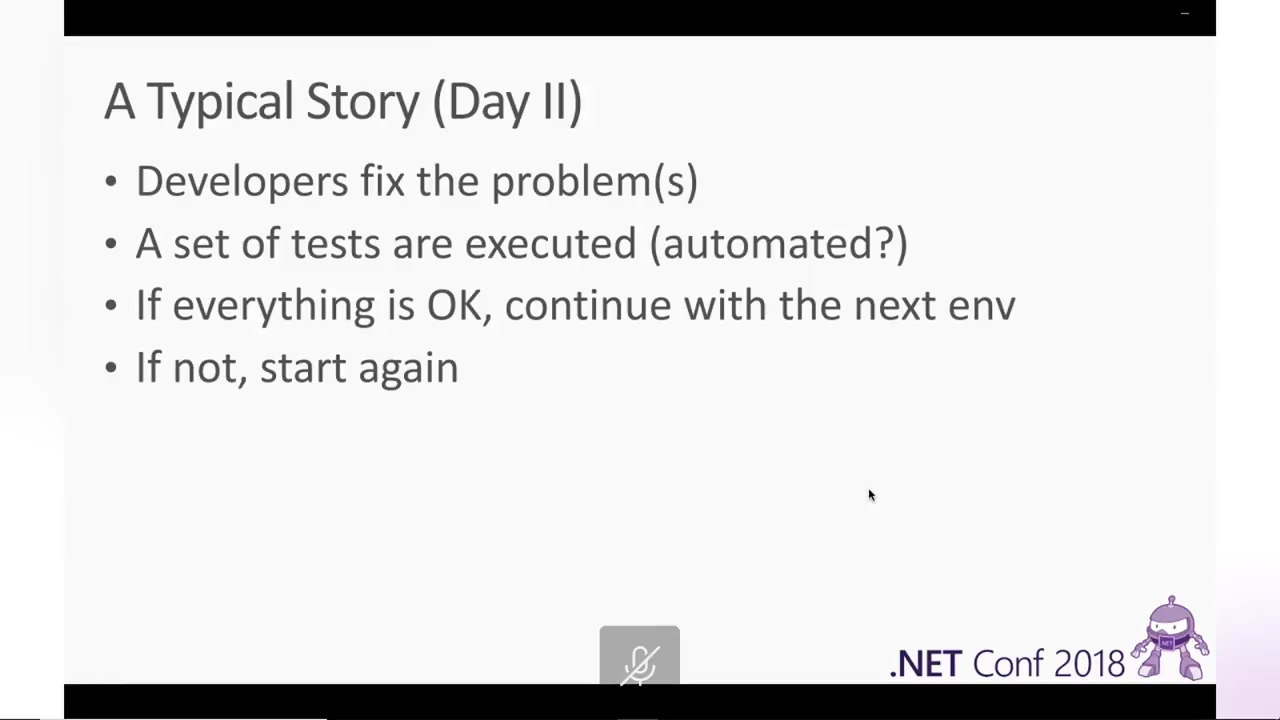 A Typical Story (Day II)
• Developers fix the problem(s)
• A set of tests are executed (automated?)
• If everything is OK, continue with the next env
• If not, start again
.NET Conf 2018
.NET